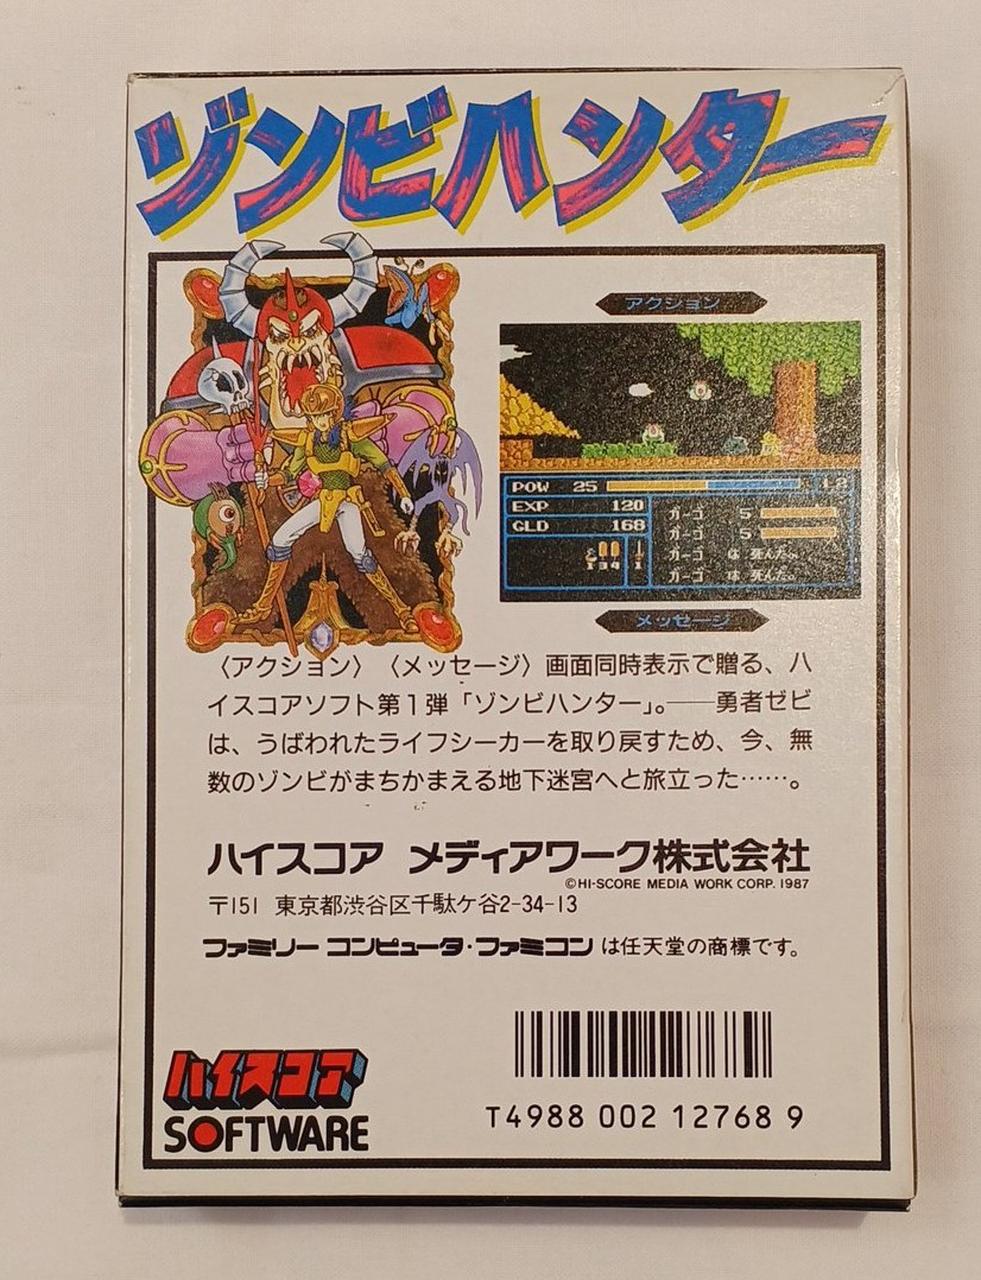 ゾンビハンター
アクション
POW 25
EXP 120
GLD 168
ガーゴ 5
ガーゴ 5
ガーゴ は 死んだ。
ガーゴ は 死んだ。
メッセージ
〈アクション〉〈メッセージ〉画面同時表示で贈る、ハ
イスコアソフト第1弾「ゾンビハンター」。——勇者ゼビ
は、うばわれたライフシーカーを取り戻すため、今、無
数のゾンビがまちかまえる地下迷宮へと旅立った……。
ハイスコア メディアワーク株式会社
©HI-SCORE MEDIA WORK CORP. 1987
〒151 東京都渋谷区千駄ケ谷2-34-13
ファミリー コンピュータ・ファミコン は任天堂の商標です。
ハイスコア
SOFTWARE
T4988 002 12768 9